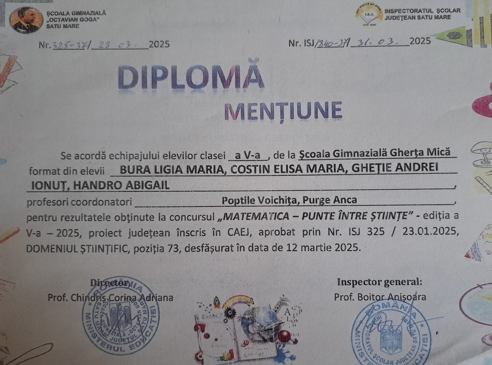 ȘCOALA GIMNAZIALĂ
„OCTAVIAN GOGA"
SATU MARE
INSPECTORATUL ȘCOLAR
JUDEȚEAN SATU MARE
Nr. 325-37/ 25 03. 2025
Nr. ISJ/ 31. 03. 2025
DIPLOMĂ
MENȚIUNE
Se acordă echipajului elevilor clasei a V-a, de la Școala Gimnazială Gherța Mică
format din elevii BURA LIGIA MARIA, COSTIN ELISA MARIA, GHEȚIE ANDREI
IONUȚ, HANDRO ABIGAIL,
profesori coordonatori Poptile Voichița, Purge Anca,
pentru rezultatele obținute la concursul „MATEMATICA – PUNTE ÎNTRE ȘTIINȚE" - ediția a
V-a – 2025, proiect județean înscris în CAEJ, aprobat prin Nr. ISJ 325 / 23.01.2025,
DOMENIUL ȘTIINȚIFIC, poziția 73, desfășurat în data de 12 martie 2025.
Director,
Prof. Chindris Corina Adriana
Inspector general:
Prof. Boitor Anișoara